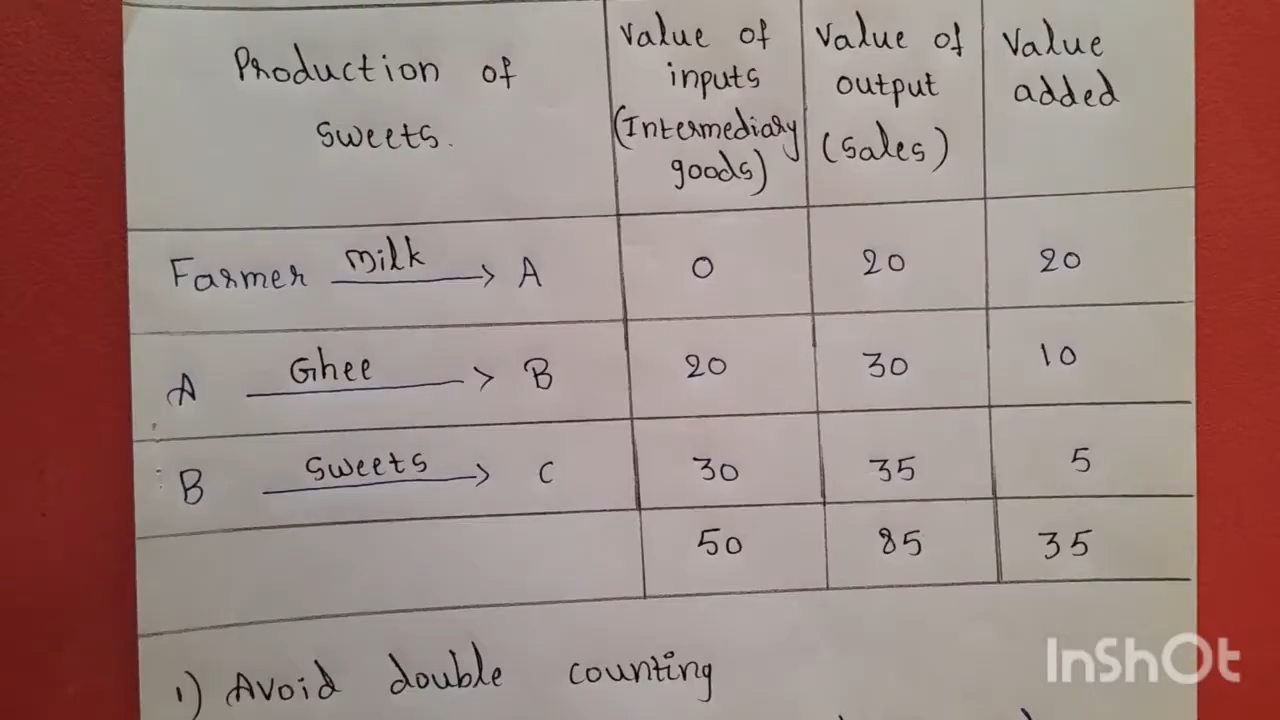 Production of sweets.
Value of inputs (Intermediary goods)
Value of output (sales)
Value added
Farmer Milk A 0 20 20
A Ghee B 20 30 10
B Sweets C 30 35 5
50 85 35
1) Avoid double counting
InShOt